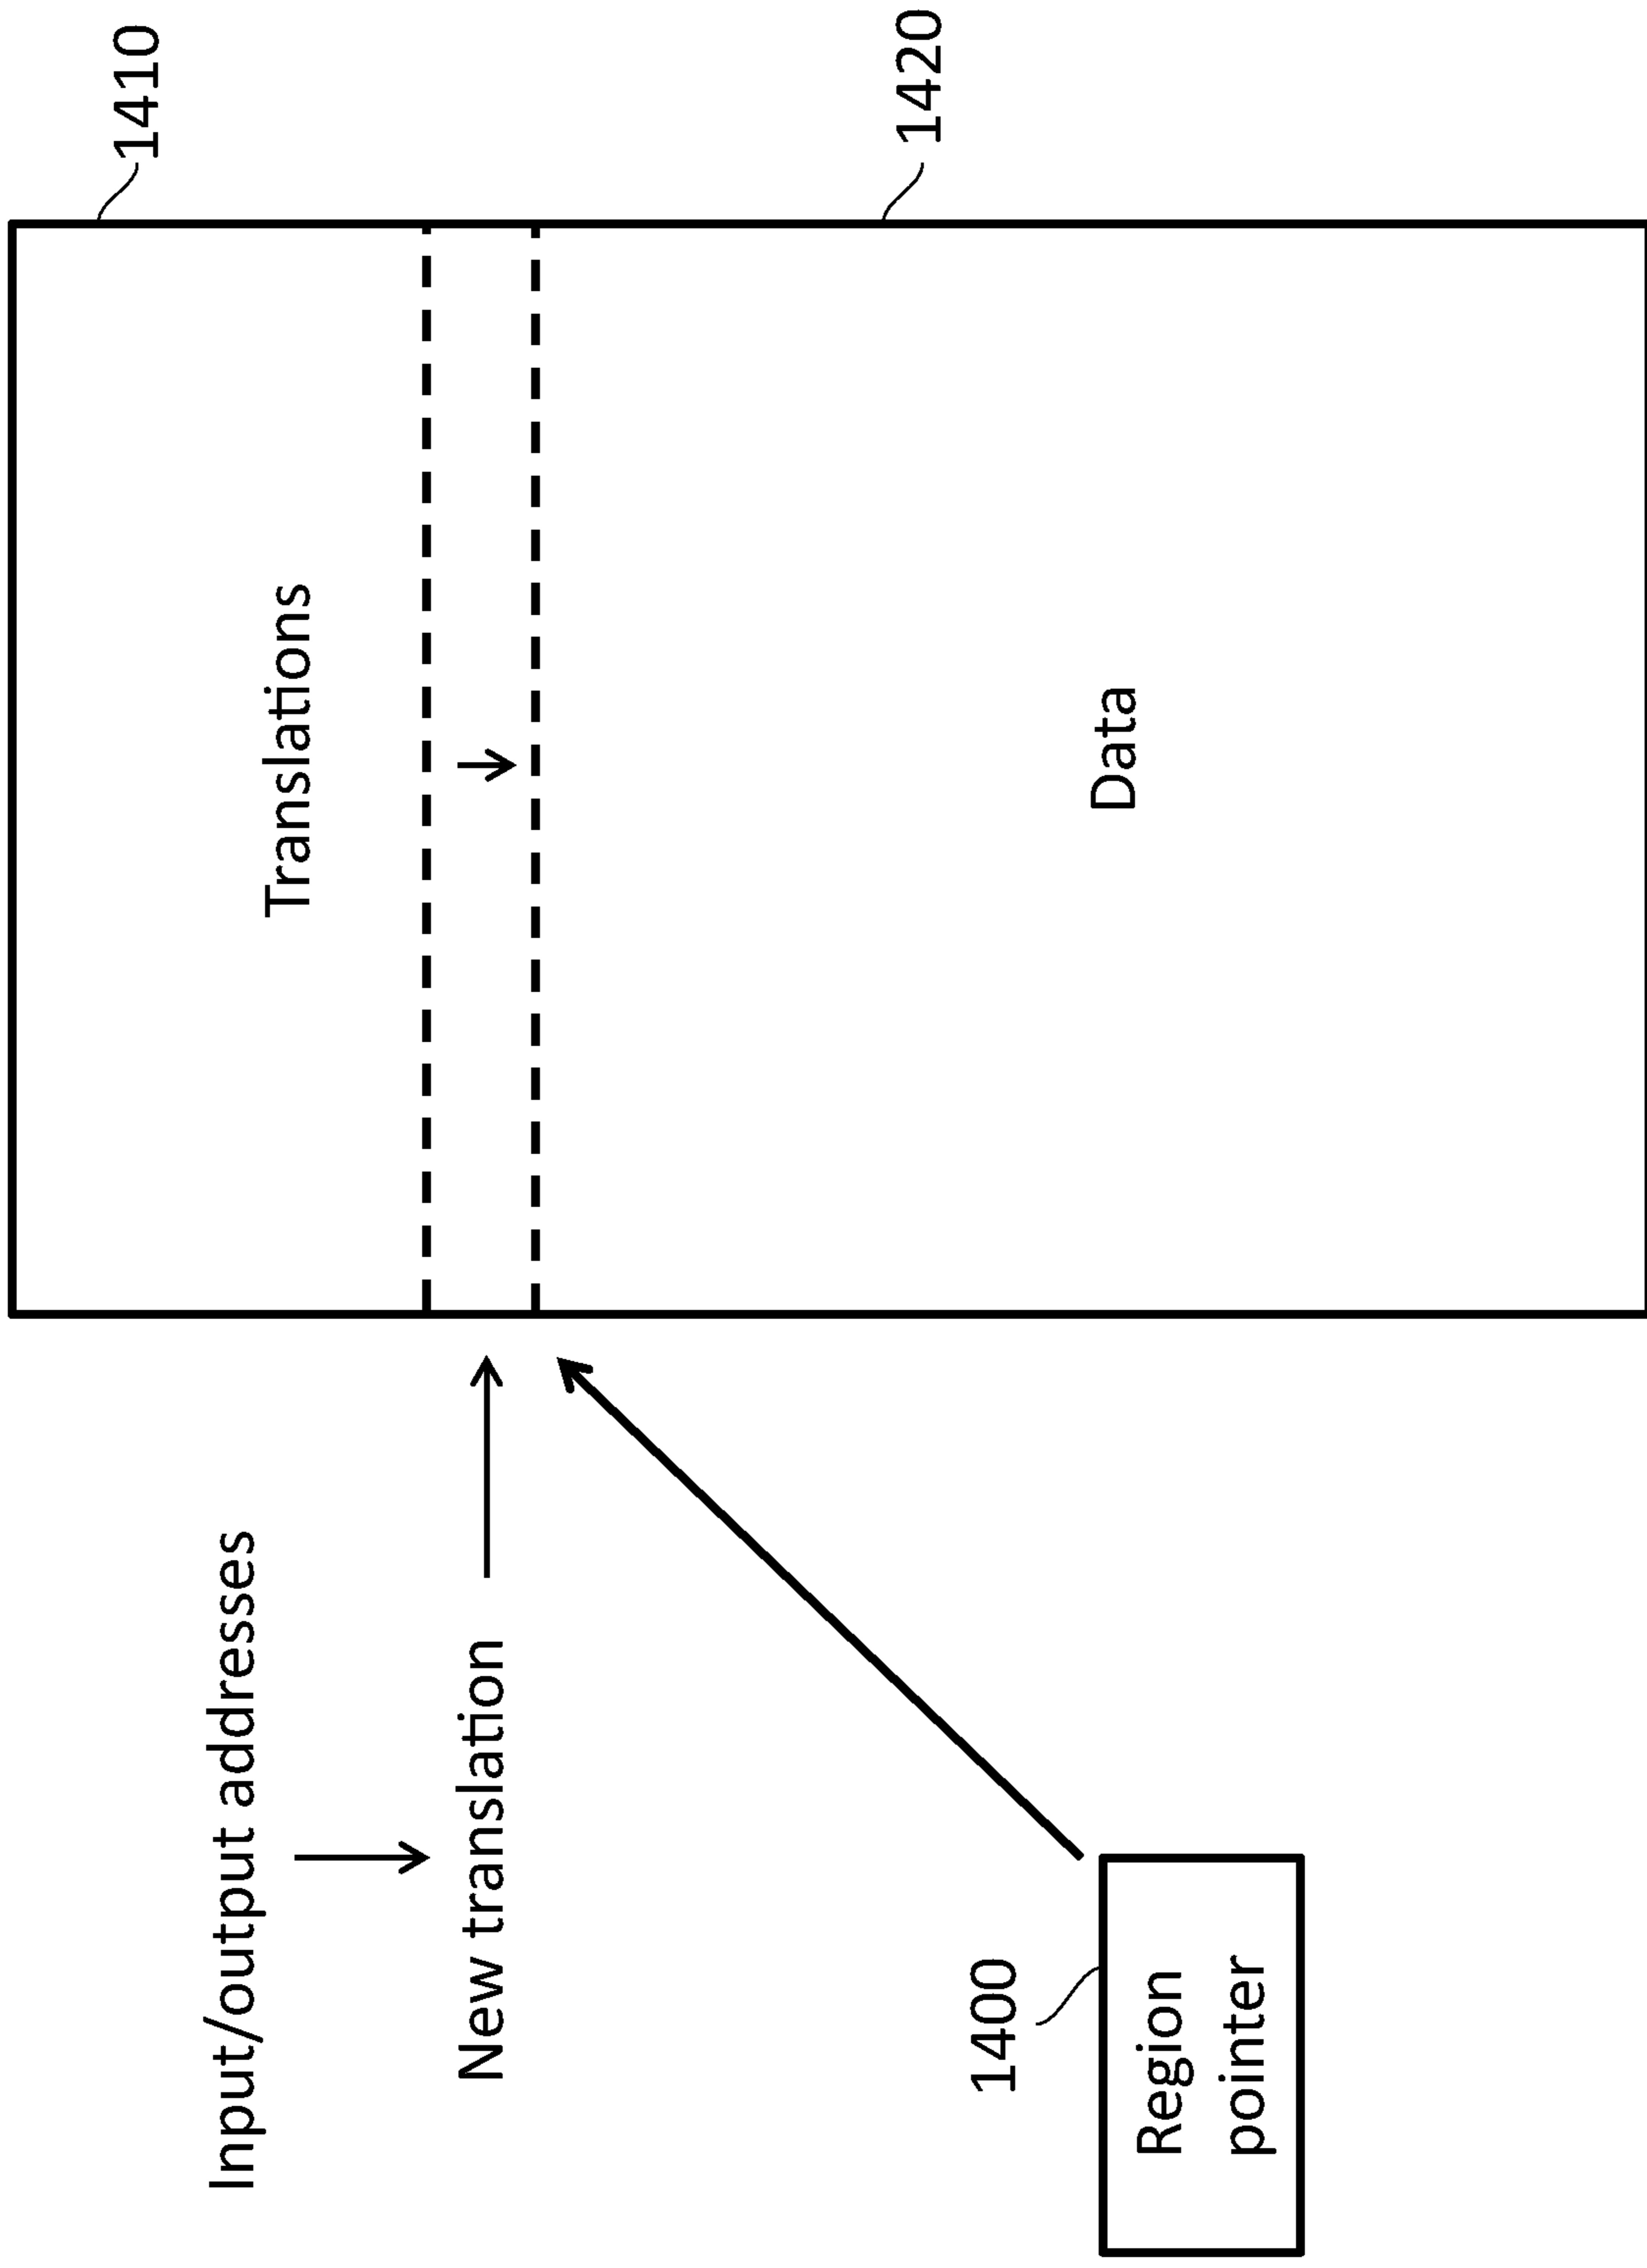 Input/output addresses
New translation
1400
Region
pointer
Translations
Data
1410
1420